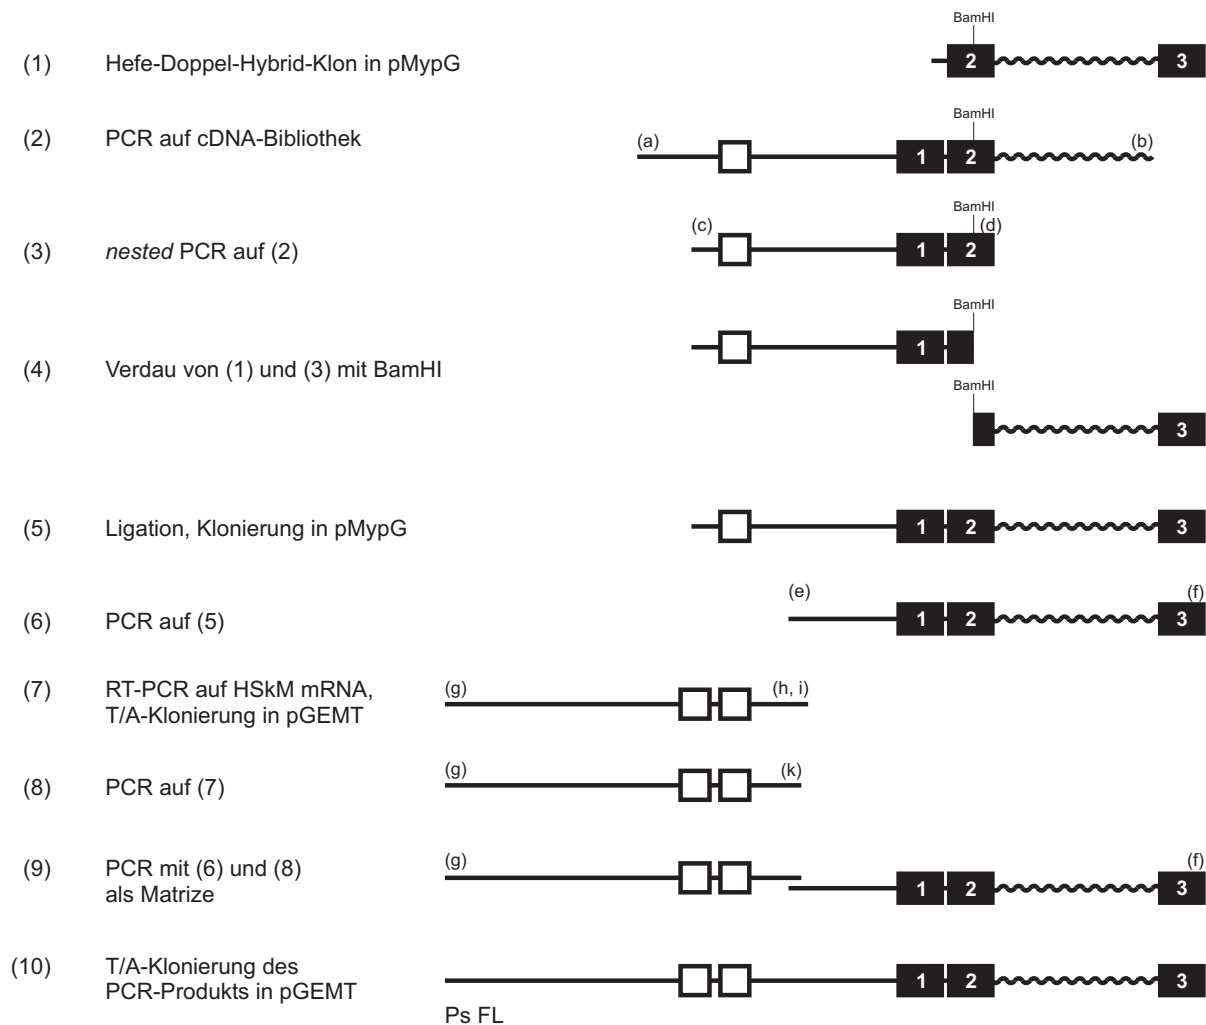 BamHI
(1) Hefe-Doppel-Hybrid-Klon in pMypG 2 3
BamHI
(2) PCR auf cDNA-Bibliothek (a) 1 2 (b)
BamHI
(3) nested PCR auf (2) (c) 1 2 (d)
BamHI
1
(4) Verdau von (1) und (3) mit BamHI
BamHI
3
(5) Ligation, Klonierung in pMypG 1 2 3
(6) PCR auf (5) (e) 1 2 3 (f)
(7) RT-PCR auf HSkM mRNA, (g) (h, i)
T/A-Klonierung in pGEMT
(8) PCR auf (7) (g) (k)
(9) PCR mit (6) und (8) (g) (f)
als Matrize 1 2 3
(10) T/A-Klonierung des
PCR-Produkts in pGEMT 1 2 3
Ps FL